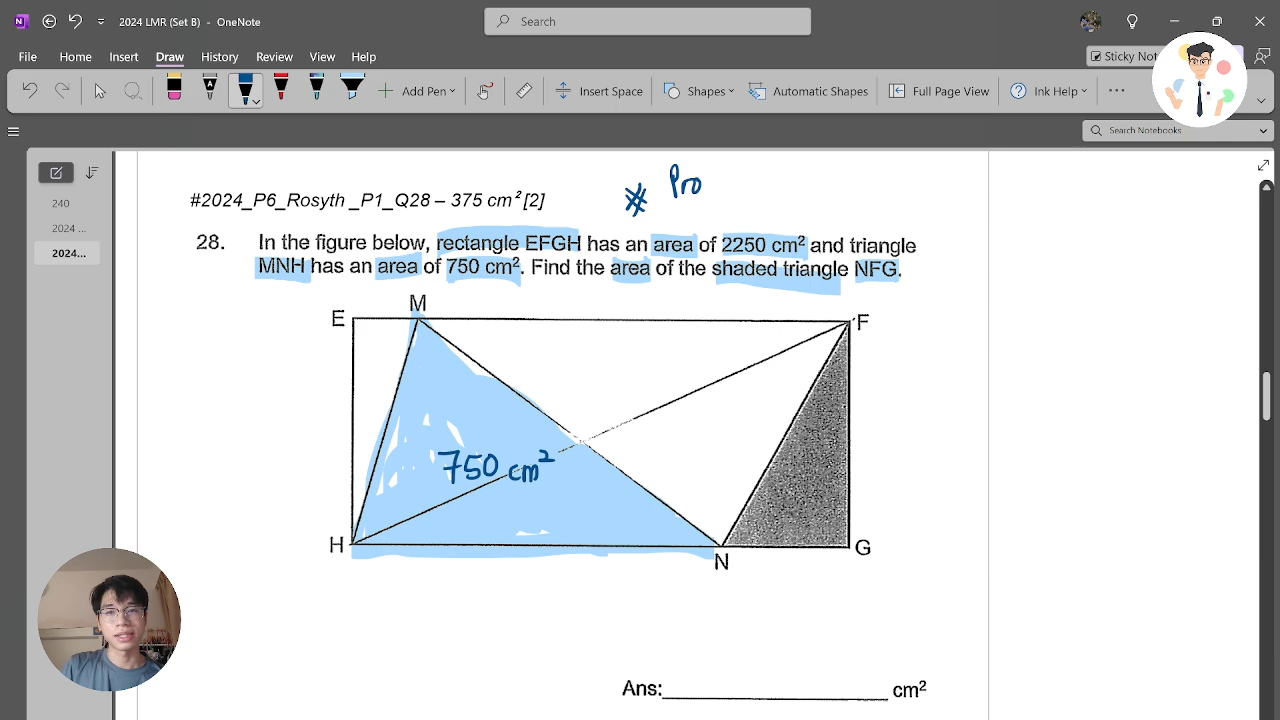 2024 LMR (Set B) - OneNote
Search
File Home Insert Draw History Review View Help
Sticky Not
Add Pen
Insert Space
Shapes
Automatic Shapes
Full Page View
Ink Help
Search Notebooks
240
2024 ...
2024...
#2024_P6_Rosyth _P1_Q28 – 375 cm² [2]
* Pro
28. In the figure below, rectangle EFGH has an area of 2250 cm² and triangle
MNH has an area of 750 cm². Find the area of the shaded triangle NFG.
E
M
F
750 cm²
H
N
G
Ans: cm²